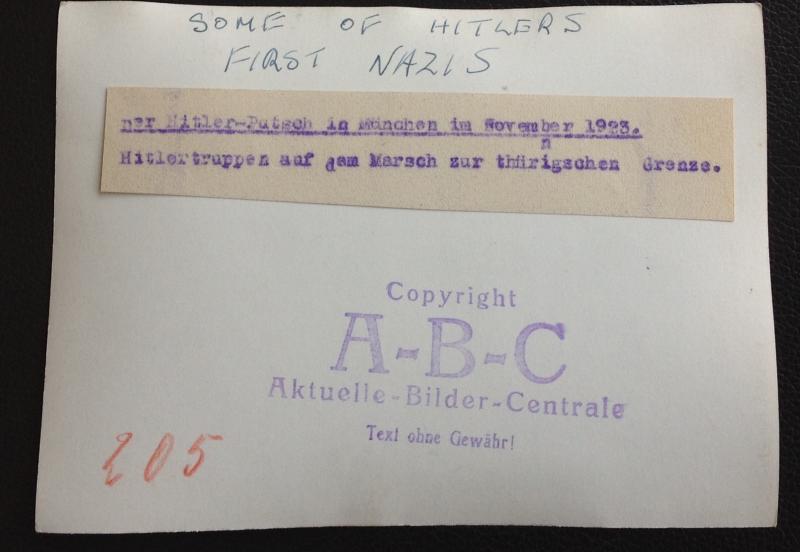 SOME OF HITLERS
FIRST NAZIS
ner Hitler-Putsch in München im November 1923.
n
Hitlertruppen auf dem Marsch zur thürigschen Grenze.
Copyright
A-B-C
Aktuelle-Bilder-Centrale
Text ohne Gewähr!
205